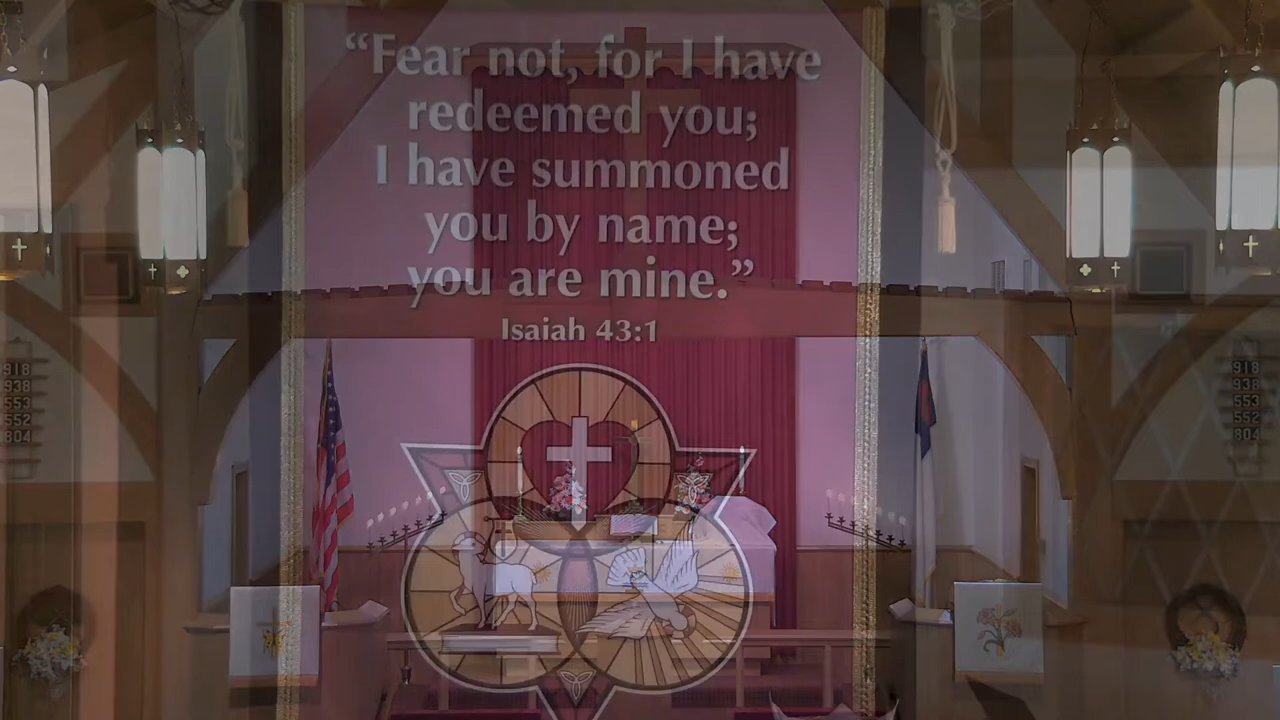 “Fear not, for I have
redeemed you;
I have summoned
you by name;
you are mine.”
Isaiah 43:1
918
938
553
552
804
918
938
553
552
804